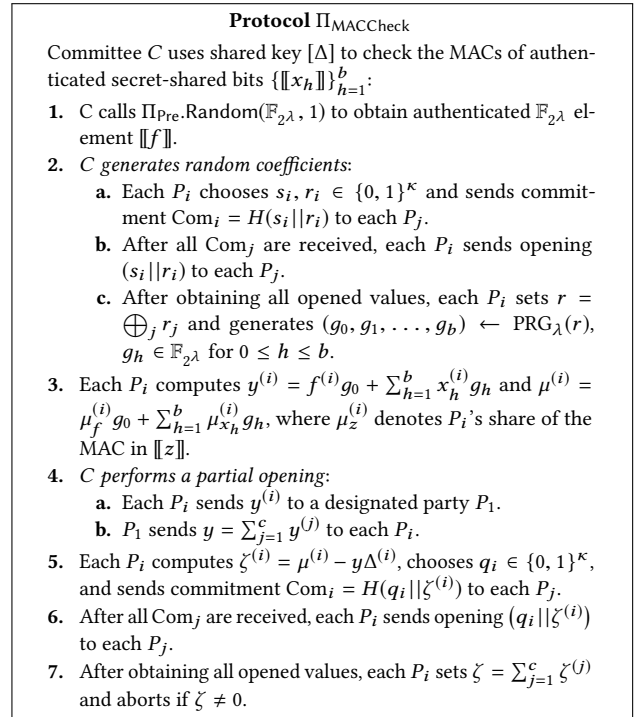 Protocol Π_MACCheck
Committee C uses shared key [Δ] to check the MACs of authen-
ticated secret-shared bits {⟦x_h⟧}_{h=1}^b:
1. C calls Π_Pre.Random(𝔽_{2^λ}, 1) to obtain authenticated 𝔽_{2^λ} el-
ement ⟦f⟧.
2. C generates random coefficients:
a. Each P_i chooses s_i, r_i ∈ {0, 1}^κ and sends commit-
ment Com_i = H(s_i||r_i) to each P_j.
b. After all Com_j are received, each P_i sends opening
(s_i||r_i) to each P_j.
c. After obtaining all opened values, each P_i sets r =
⊕_j r_j and generates (g_0, g_1, . . . , g_b) ← PRG_λ(r),
g_h ∈ 𝔽_{2^λ} for 0 ≤ h ≤ b.
3. Each P_i computes y^{(i)} = f^{(i)}g_0 + ∑_{h=1}^b x_h^{(i)} g_h and μ^{(i)} =
μ_f^{(i)} g_0 + ∑_{h=1}^b μ_{x_h}^{(i)} g_h, where μ_z^{(i)} denotes P_i's share of the
MAC in ⟦z⟧.
4. C performs a partial opening:
a. Each P_i sends y^{(i)} to a designated party P_1.
b. P_1 sends y = ∑_{j=1}^c y^{(j)} to each P_i.
5. Each P_i computes ζ^{(i)} = μ^{(i)} − yΔ^{(i)}, chooses q_i ∈ {0, 1}^κ,
and sends commitment Com_i = H(q_i||ζ^{(i)}) to each P_j.
6. After all Com_j are received, each P_i sends opening (q_i||ζ^{(i)})
to each P_j.
7. After obtaining all opened values, each P_i sets ζ = ∑_{j=1}^c ζ^{(j)}
and aborts if ζ ≠ 0.